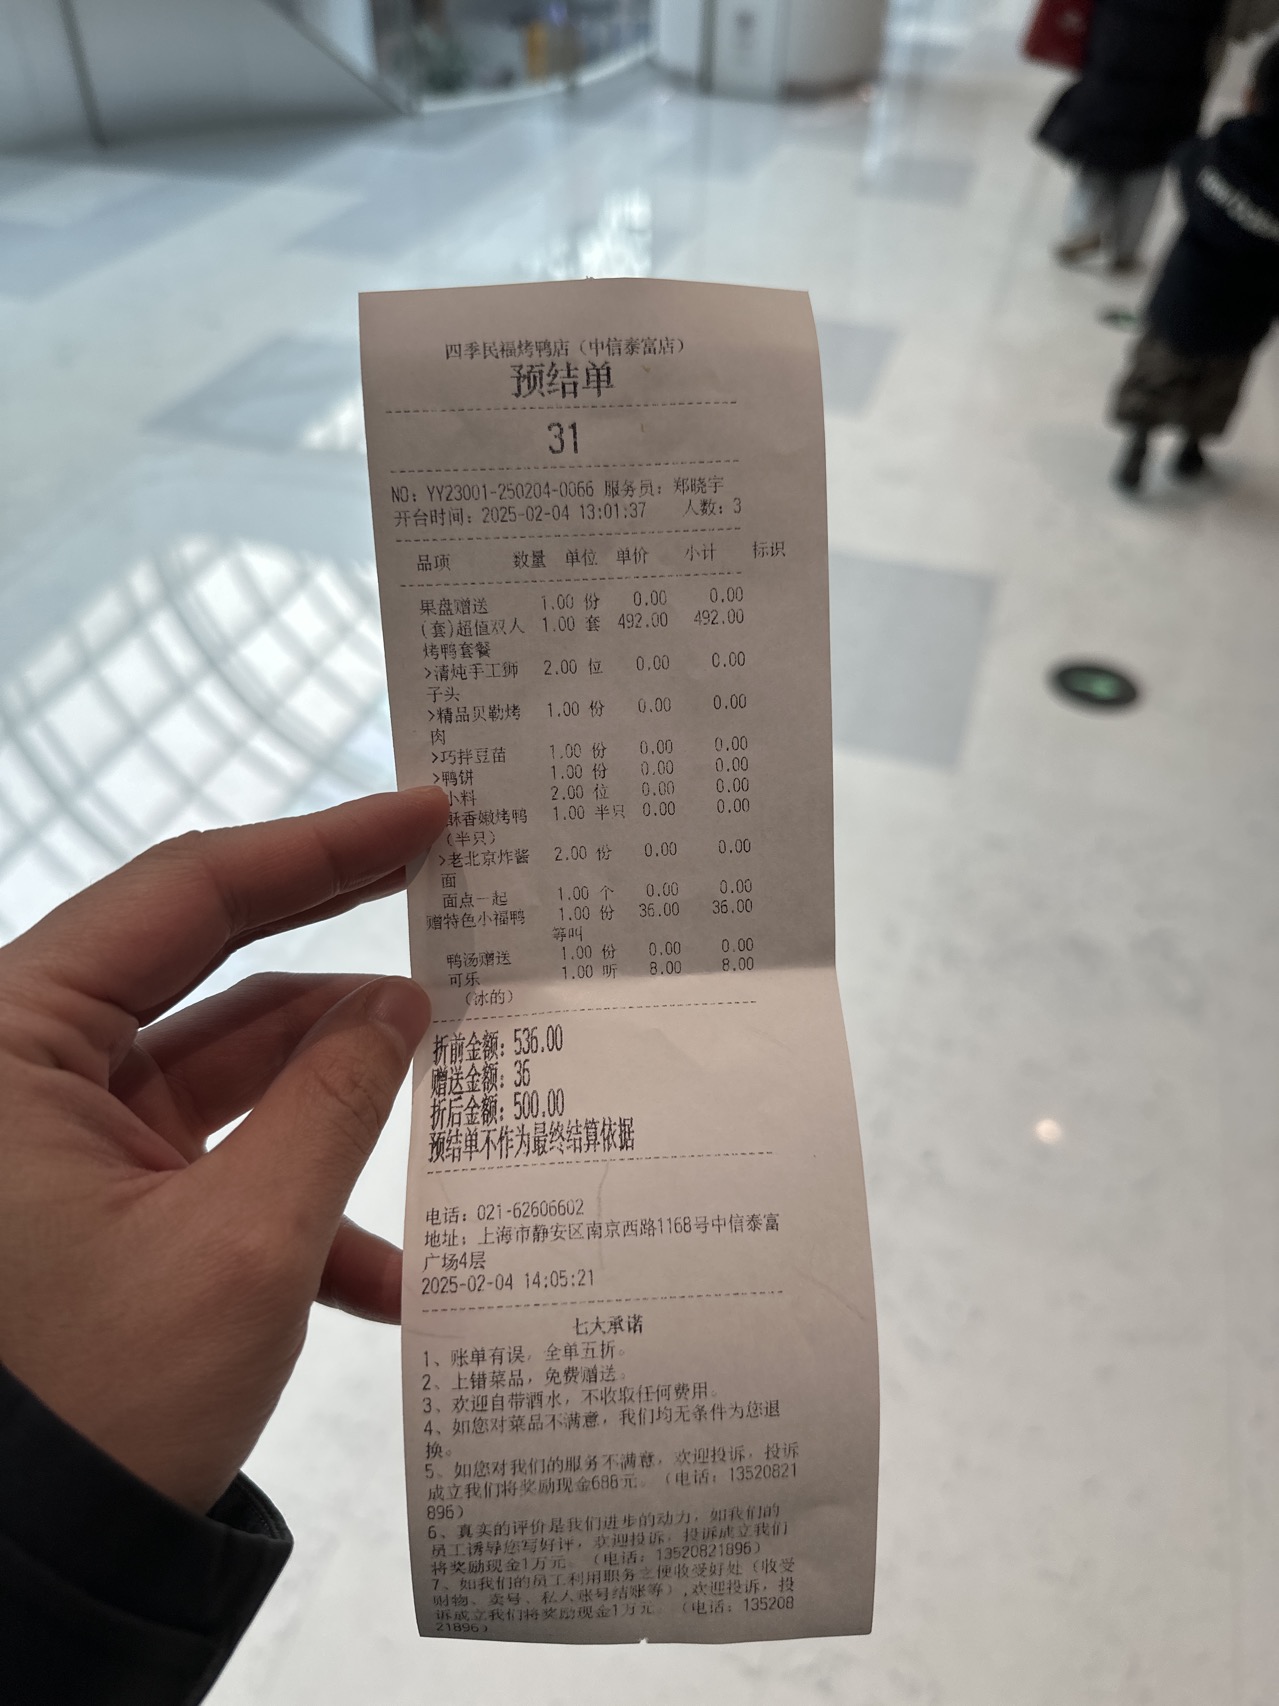 四季民福烤鸭店（中信泰富店）
预结单
31
NO: YY23001-250204-0066 服务员: 郑晓宇
开台时间: 2025-02-04 13:01:37 人数: 3
品项 数量 单位 单价 小计 标识
果盘赠送 1.00 份 0.00 0.00
(套)超值双人 1.00 套 492.00 492.00
烤鸭套餐
>清炖手工狮 2.00 位 0.00 0.00
子头
>精品贝勒烤 1.00 份 0.00 0.00
肉
>巧拌豆苗 1.00 份 0.00 0.00
>鸭饼 1.00 份 0.00 0.00
小料 2.00 位 0.00 0.00
酥香嫩烤鸭 1.00 半只 0.00 0.00
（半只）
>老北京炸酱 2.00 份 0.00 0.00
面
面点一起 1.00 个 0.00 0.00
赠特色小福鸭 1.00 份 36.00 36.00
等叫
鸭汤赠送 1.00 份 0.00 0.00
可乐 1.00 听 8.00 8.00
（冰的）
折前金额: 536.00
赠送金额: 36
折后金额: 500.00
预结单不作为最终结算依据
电话: 021-62606602
地址: 上海市静安区南京西路1168号中信泰富
广场4层
2025-02-04 14:05:21
七大承诺
1、账单有误，全单五折。
2、上错菜品，免费赠送。
3、欢迎自带酒水，不收取任何费用。
4、如您对菜品不满意，我们均无条件为您退
换。
5、如您对我们的服务不满意，欢迎投诉，投诉
成立我们将奖励现金688元。（电话: 13520821
896）
6、真实的评价是我们进步的动力，如我们的
员工诱导您写好评，欢迎投诉，投诉成立我们
将奖励现金1万元。（电话: 13520821896）
7、如我们的员工利用职务之便收受好处（收受
财物、卖号、私人账号结账等）,欢迎投诉，投
诉成立我们将奖励现金1万元。（电话: 135208
21896）